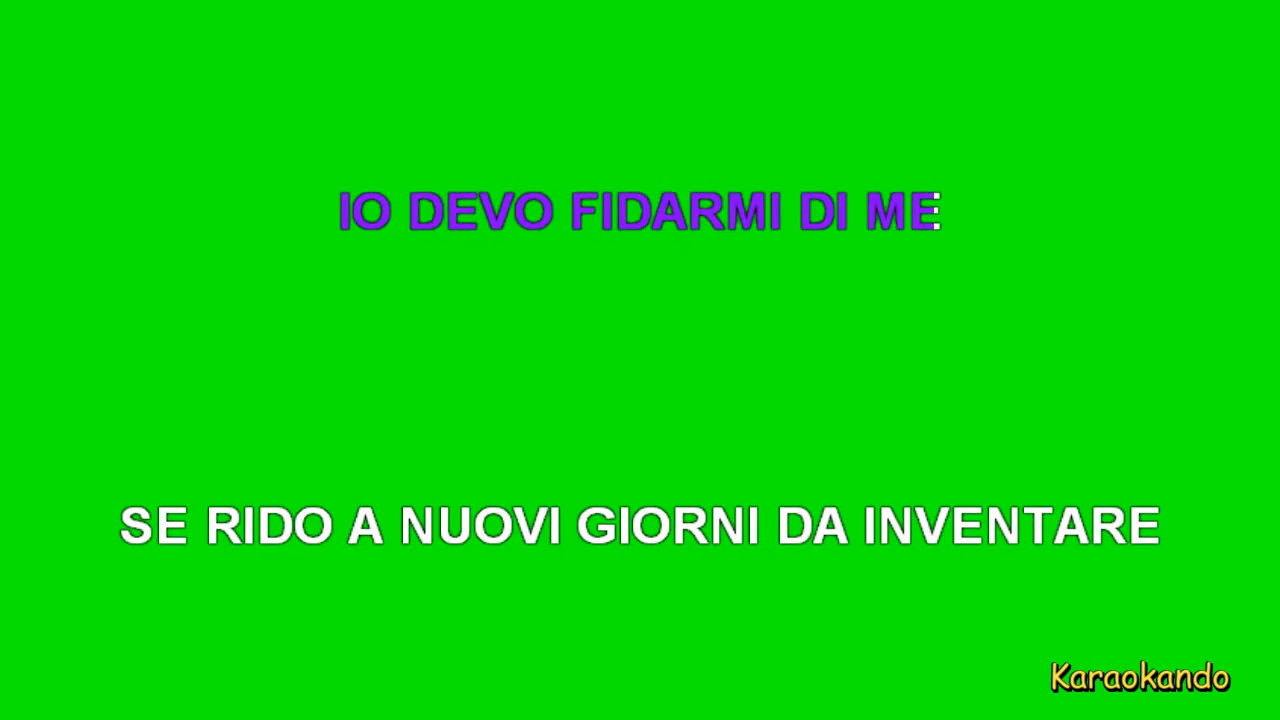 IO DEVO FIDARMI DI ME
SE RIDO A NUOVI GIORNI DA INVENTARE
Karaokando